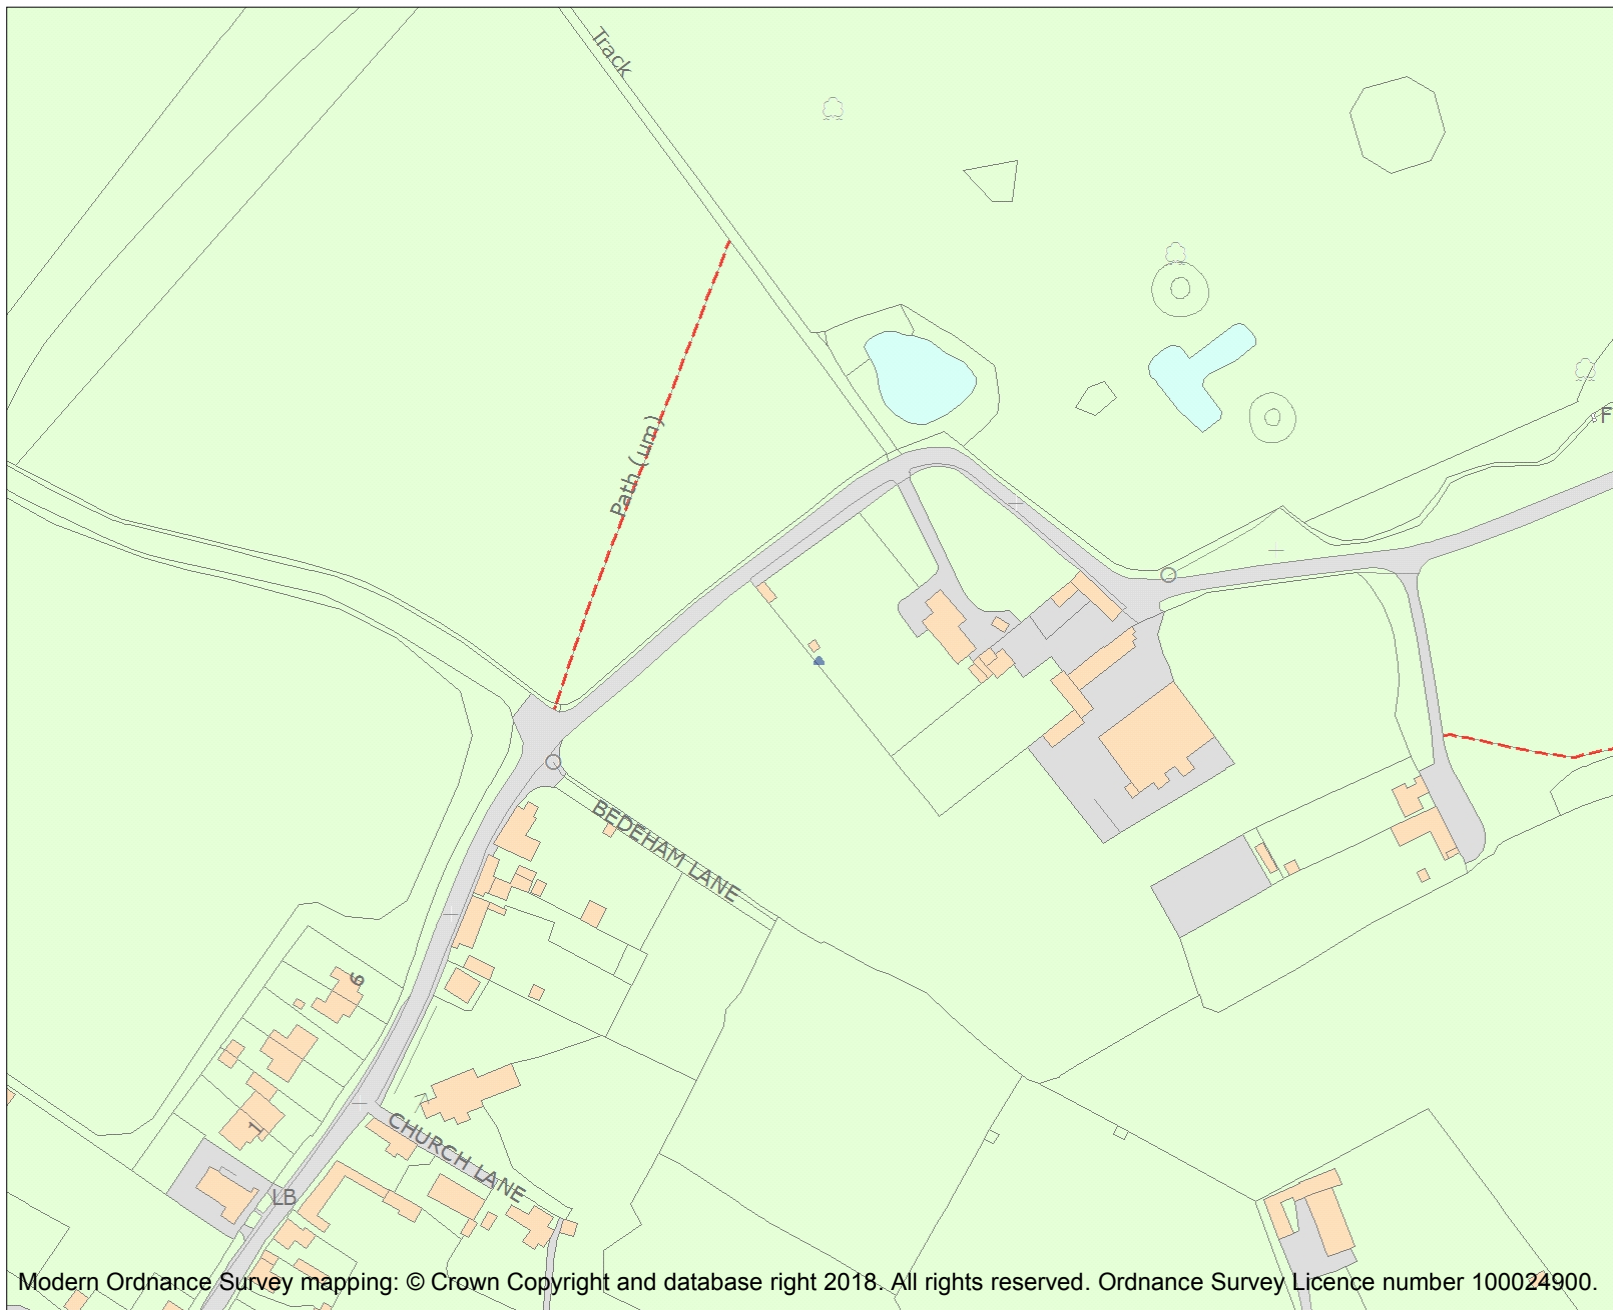 Track
Path (um)
F
BEDEHAM LANE
6
1
CHURCH LANE
LB
Modern Ordnance Survey mapping: © Crown Copyright and database right 2018. All rights reserved. Ordnance Survey Licence number 100024900.